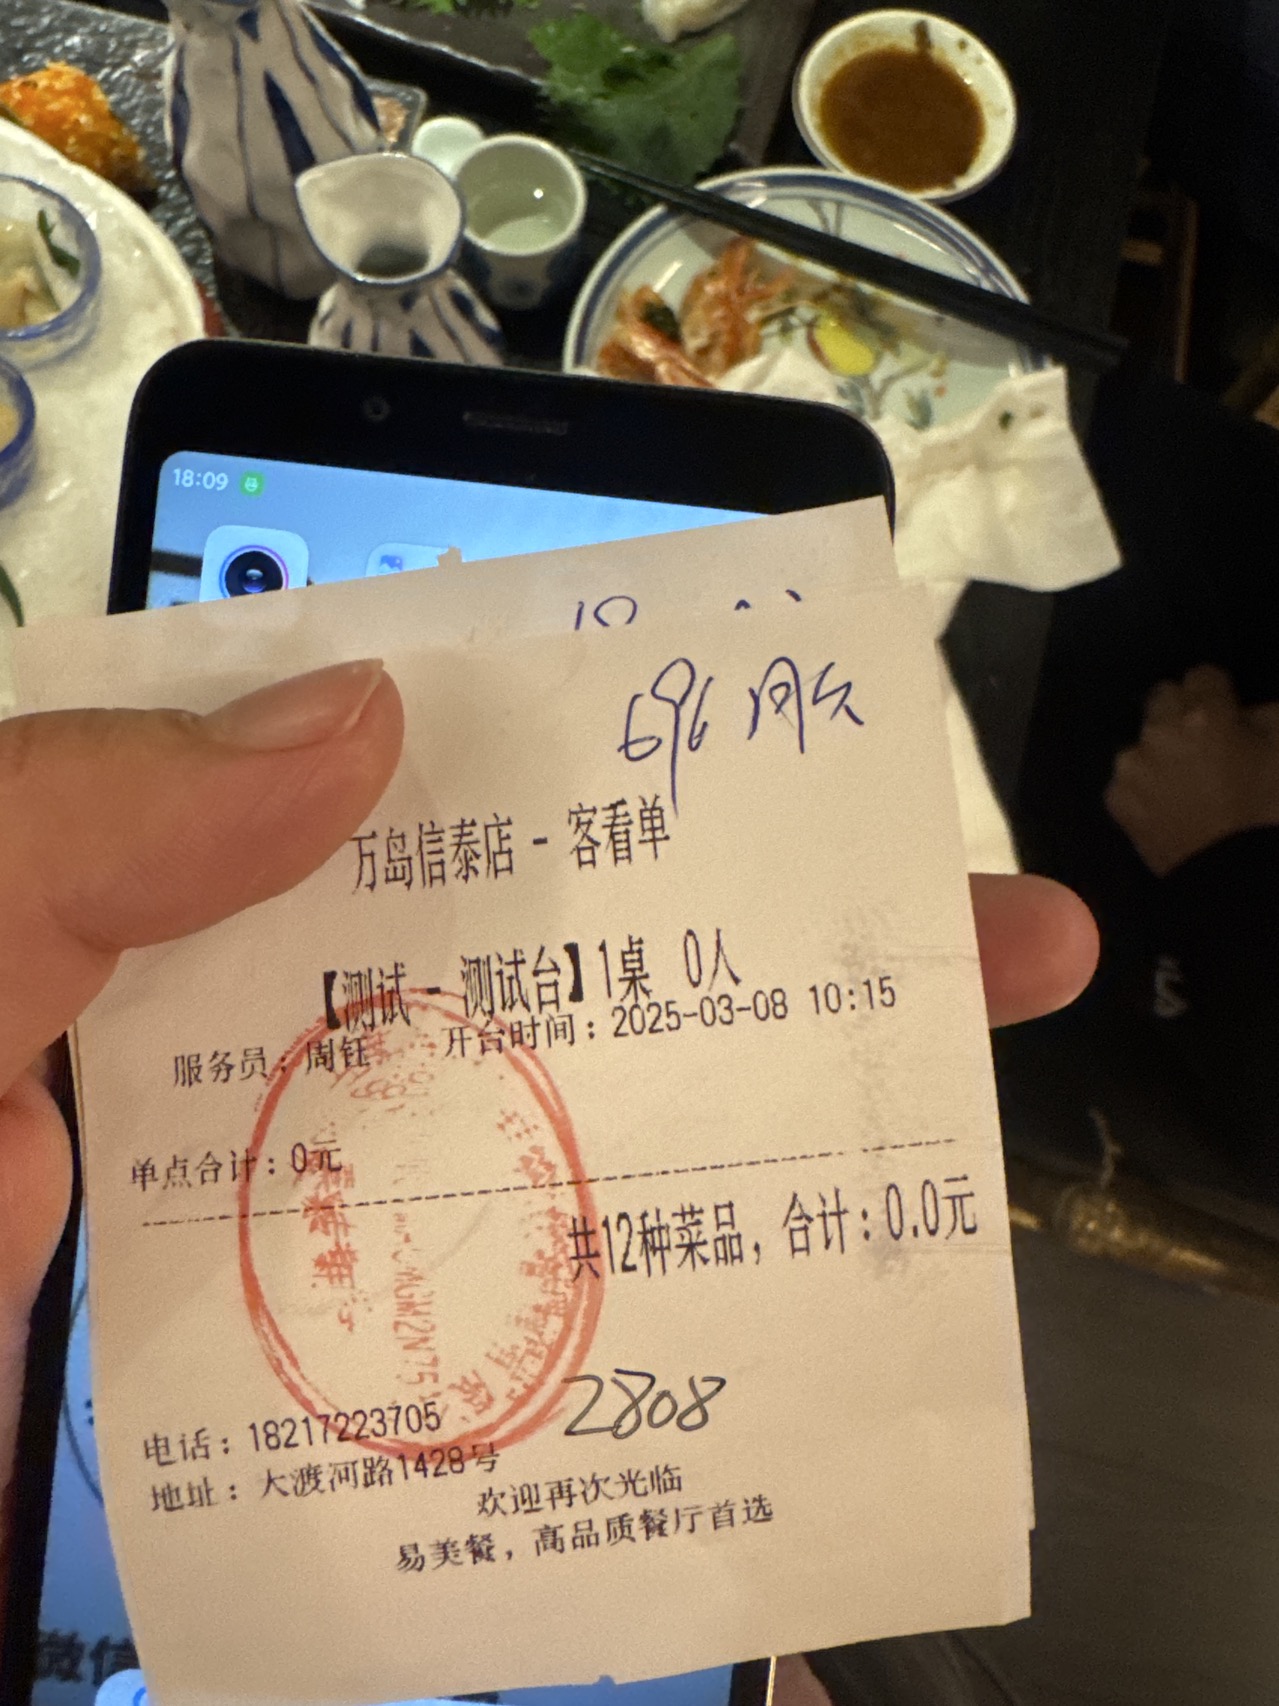 18:09
696
万岛信泰店 - 客看单
【测试 - 测试台】1桌 0人
服务员：周钰 开台时间：2025-03-08 10:15
单点合计：0元
共12种菜品，合计：0.0元
2808
电话：18217223705
地址：大渡河路1428号
欢迎再次光临
易美餐，高品质餐厅首选
微信